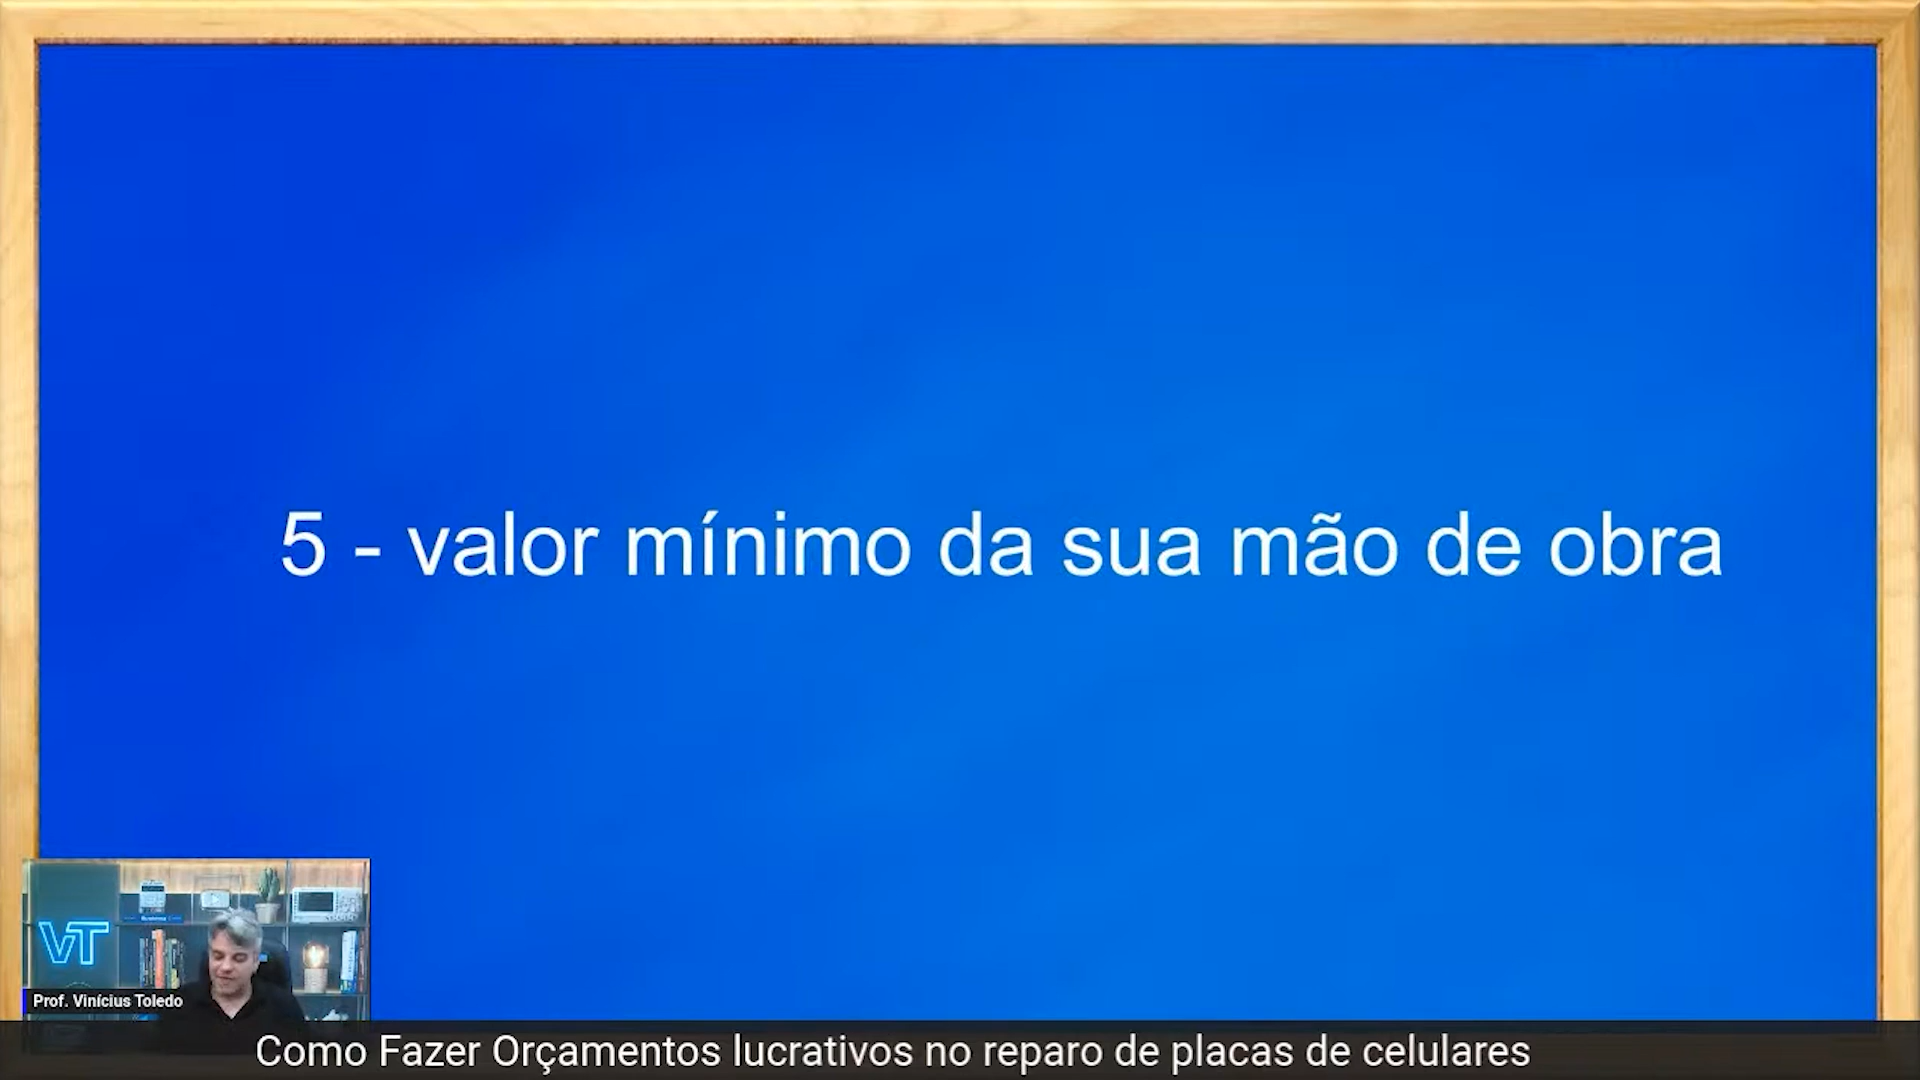 5 - valor mínimo da sua mão de obra
VT
Prof. Vinícius Toledo
Como Fazer Orçamentos lucrativos no reparo de placas de celulares